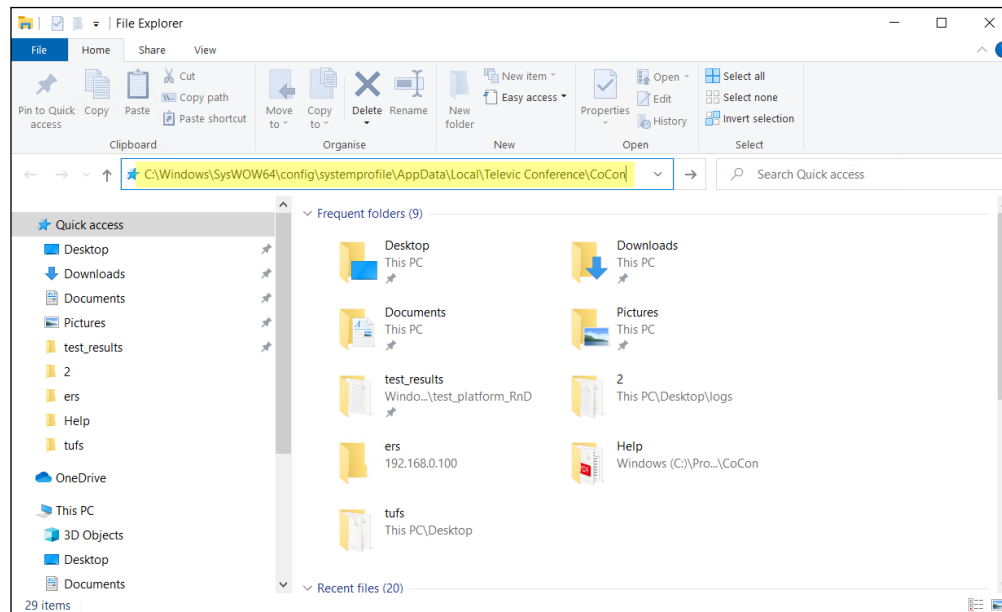 File Explorer
File Home Share View
Pin to Quick access
Copy
Paste
Cut
Copy path
Paste shortcut
Clipboard
Move to
Copy to
Delete
Rename
Organise
New folder
New item
Easy access
New
Properties
Open
Edit
History
Open
Select all
Select none
Invert selection
Select
C:\Windows\SysWOW64\config\systemprofile\AppData\Local\Televic Conference\CoCon
Search Quick access
Quick access
Desktop
Downloads
Documents
Pictures
test_results
2
ers
Help
tufs
OneDrive
This PC
3D Objects
Desktop
Documents
Frequent folders (9)
Desktop
This PC
Downloads
This PC
Documents
This PC
Pictures
This PC
test_results
Windo...\test_platform_RnD
2
This PC\Desktop\logs
ers
192.168.0.100
Help
Windows (C:)\Pro...\CoCon
tufs
This PC\Desktop
Recent files (20)
29 items